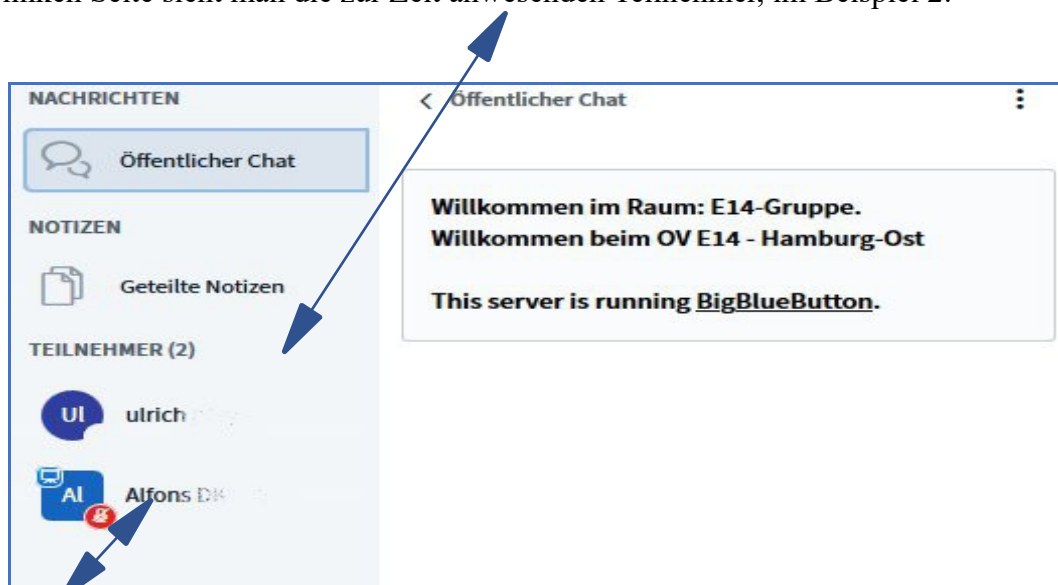 Seite sieht man die zur Zeit anwesenden Teilnehmer, im Beispiel 2.
NACHRICHTEN
Öffentlicher Chat
NOTIZEN
Geteilte Notizen
TEILNEHMER (2)
Ul ulrich
Al Alfons
Öffentlicher Chat
Willkommen im Raum: E14-Gruppe.
Willkommen beim OV E14 - Hamburg-Ost
This server is running BigBlueButton.